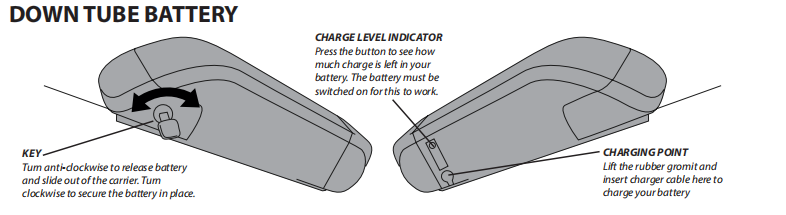 DOWN TUBE BATTERY
CHARGE LEVEL INDICATOR
Press the button to see how
much charge is left in your
battery. The battery must be
switched on for this to work.
KEY
Turn anti-clockwise to release battery
and slide out of the carrier. Turn
clockwise to secure the battery in place.
CHARGING POINT
Lift the rubber gromit and
insert charger cable here to
charge your battery